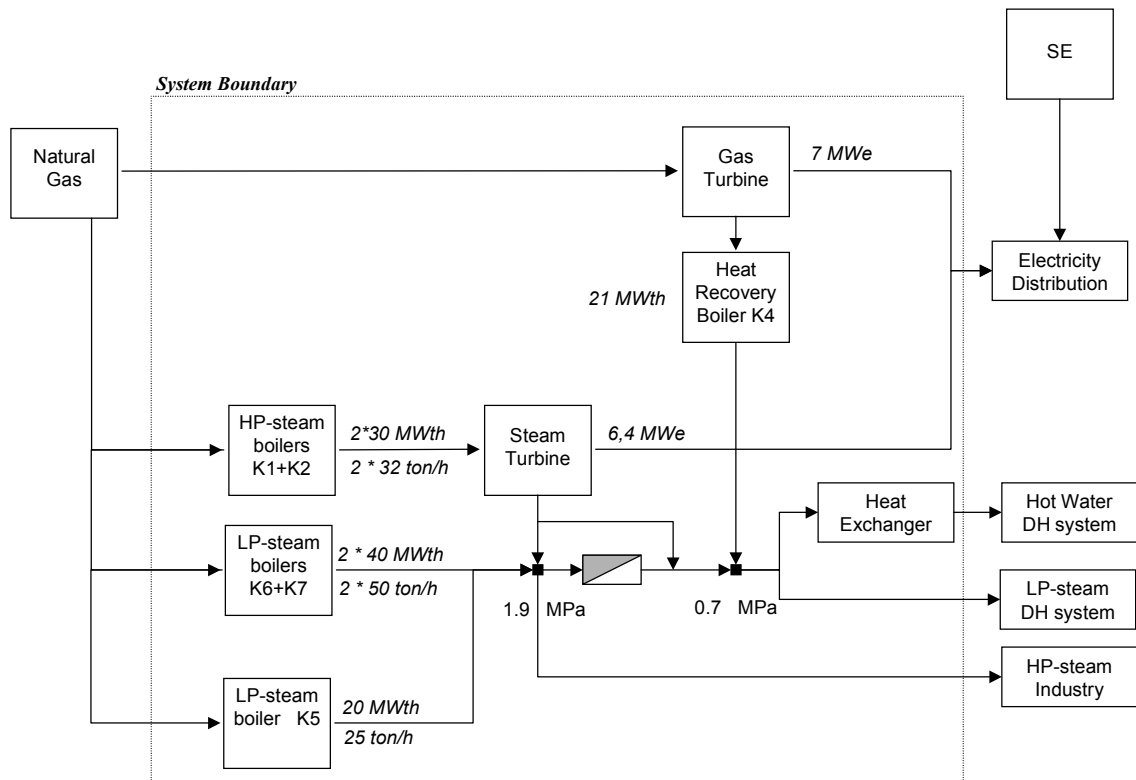 SE
System Boundary
Natural
Gas
Gas
Turbine
7 MWe
Heat
Recovery
Boiler K4
21 MWth
Electricity
Distribution
HP-steam
boilers
K1+K2
2*30 MWth
2 * 32 ton/h
Steam
Turbine
6,4 MWe
Heat
Exchanger
Hot Water
DH system
LP-steam
boilers
K6+K7
2 * 40 MWth
2 * 50 ton/h
1.9 MPa
0.7 MPa
LP-steam
DH system
HP-steam
Industry
LP-steam
boiler K5
20 MWth
25 ton/h